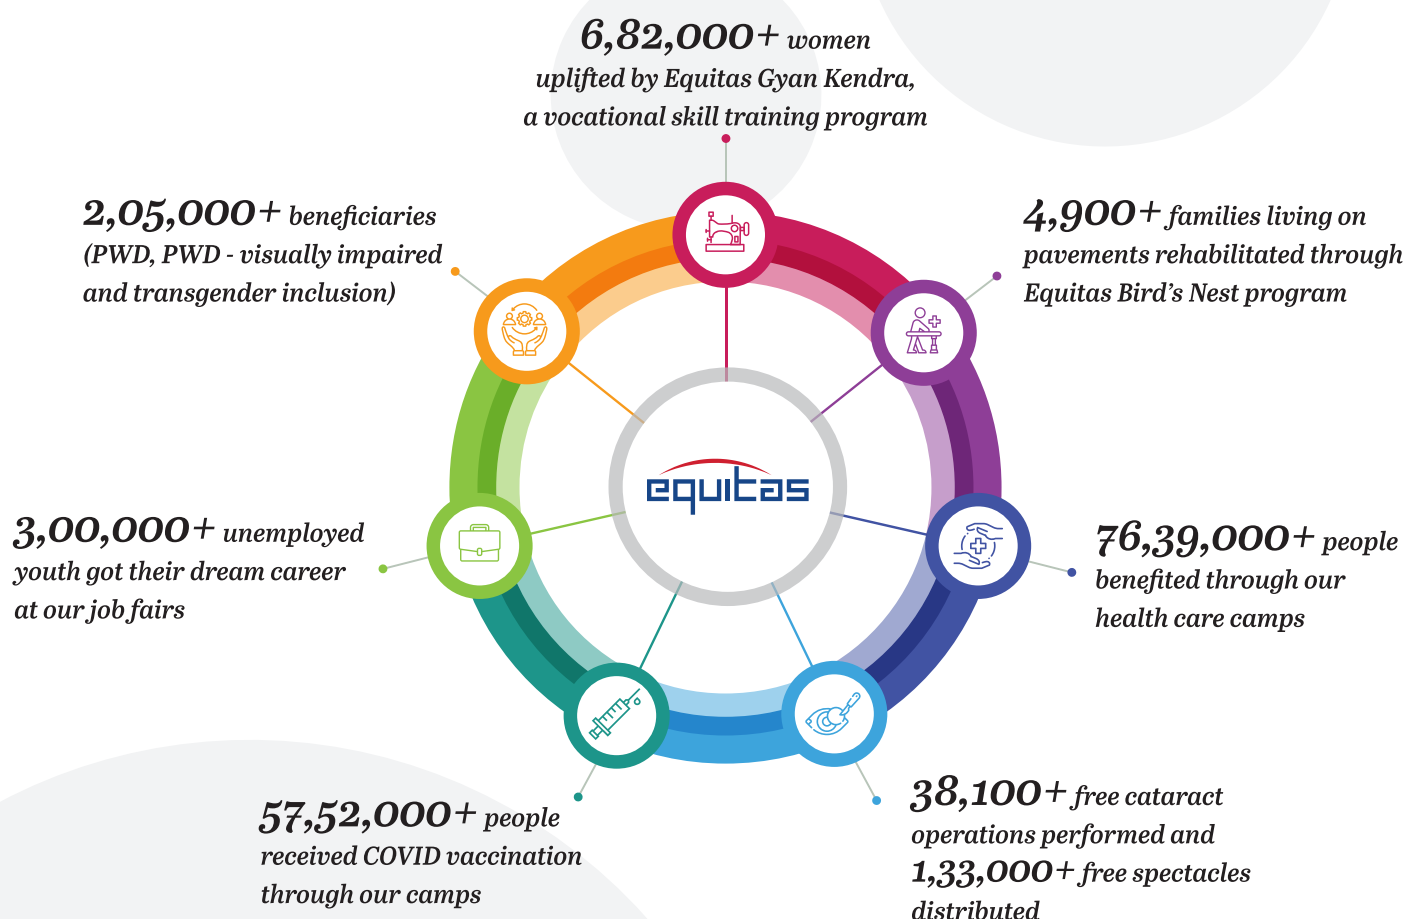 6,82,000+ women
uplifted by Equitas Gyan Kendra,
a vocational skill training program
4,900+ families living on
pavements rehabilitated through
Equitas Bird’s Nest program
76,39,000+ people
benefited through our
health care camps
38,100+ free cataract
operations performed and
1,33,000+ free spectacles
distributed
57,52,000+ people
received COVID vaccination
through our camps
3,00,000+ unemployed
youth got their dream career
at our job fairs
2,05,000+ beneficiaries
(PWD, PWD - visually impaired
and transgender inclusion)
equitas